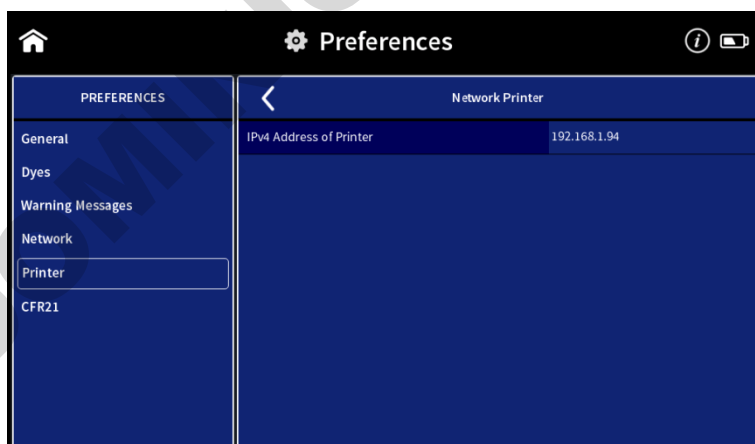 Preferences
PREFERENCES
General
Dyes
Warning Messages
Network
Printer
CFR21
Network Printer
IPv4 Address of Printer 192.168.1.94